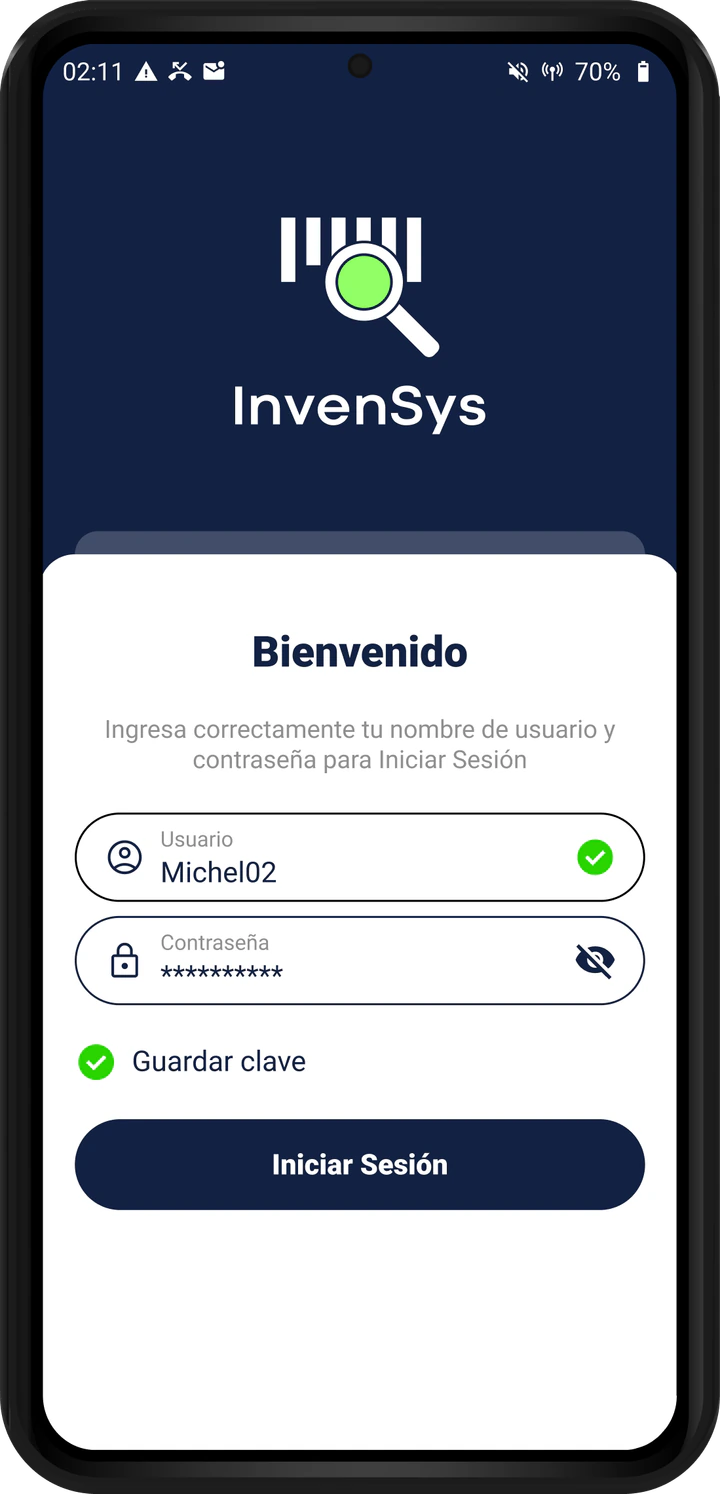 02:11 70%
InvenSys
Bienvenido
Ingresa correctamente tu nombre de usuario y
contraseña para Iniciar Sesión
Usuario
Michel02
Contraseña
**********
Guardar clave
Iniciar Sesión